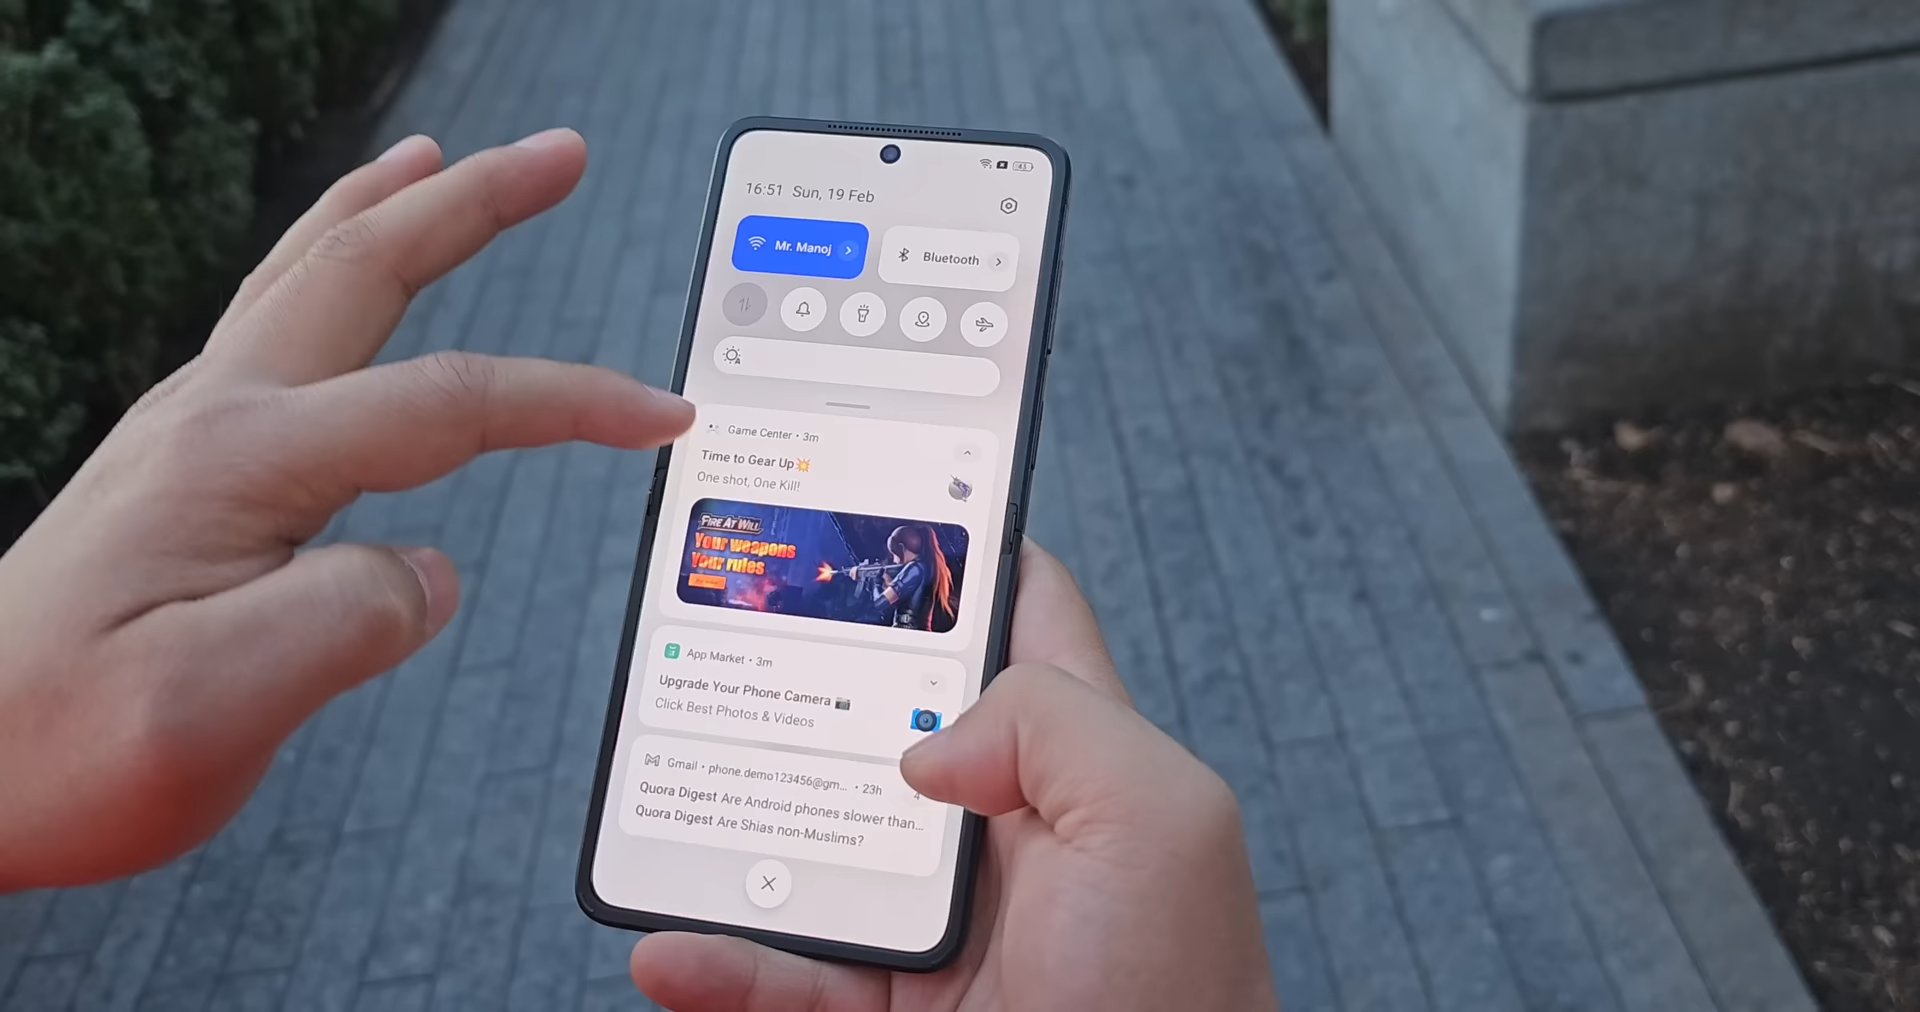 43
16:51 Sun, 19 Feb
Mr. Manoj
Bluetooth
Game Center • 3m
Time to Gear Up💥
One shot, One Kill!
FIRE AT WILL
Your weapons
Your rules
App Market • 3m
Upgrade Your Phone Camera 📷
Click Best Photos & Videos
Gmail • phone.demo123456@gm... • 23h
4
Quora Digest Are Android phones slower than...
Quora Digest Are Shias non-Muslims?